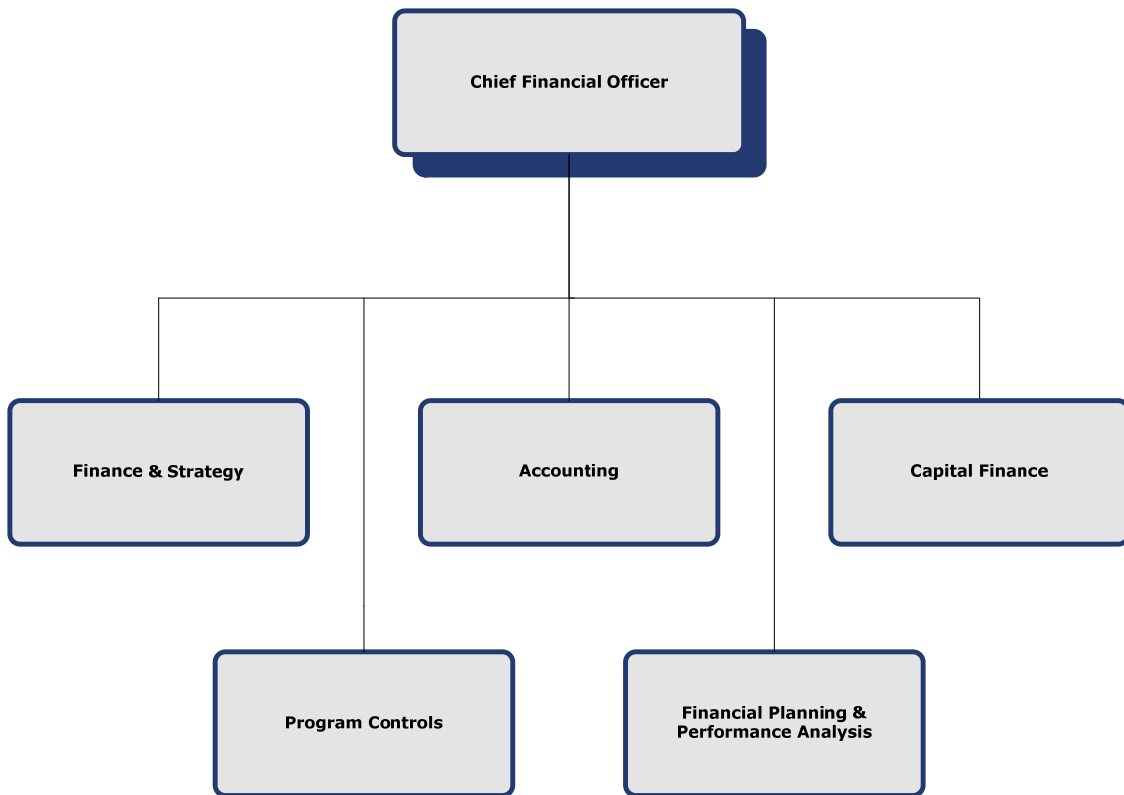 Chief Financial Officer
Finance & Strategy
Accounting
Capital Finance
Program Controls
Financial Planning &
Performance Analysis